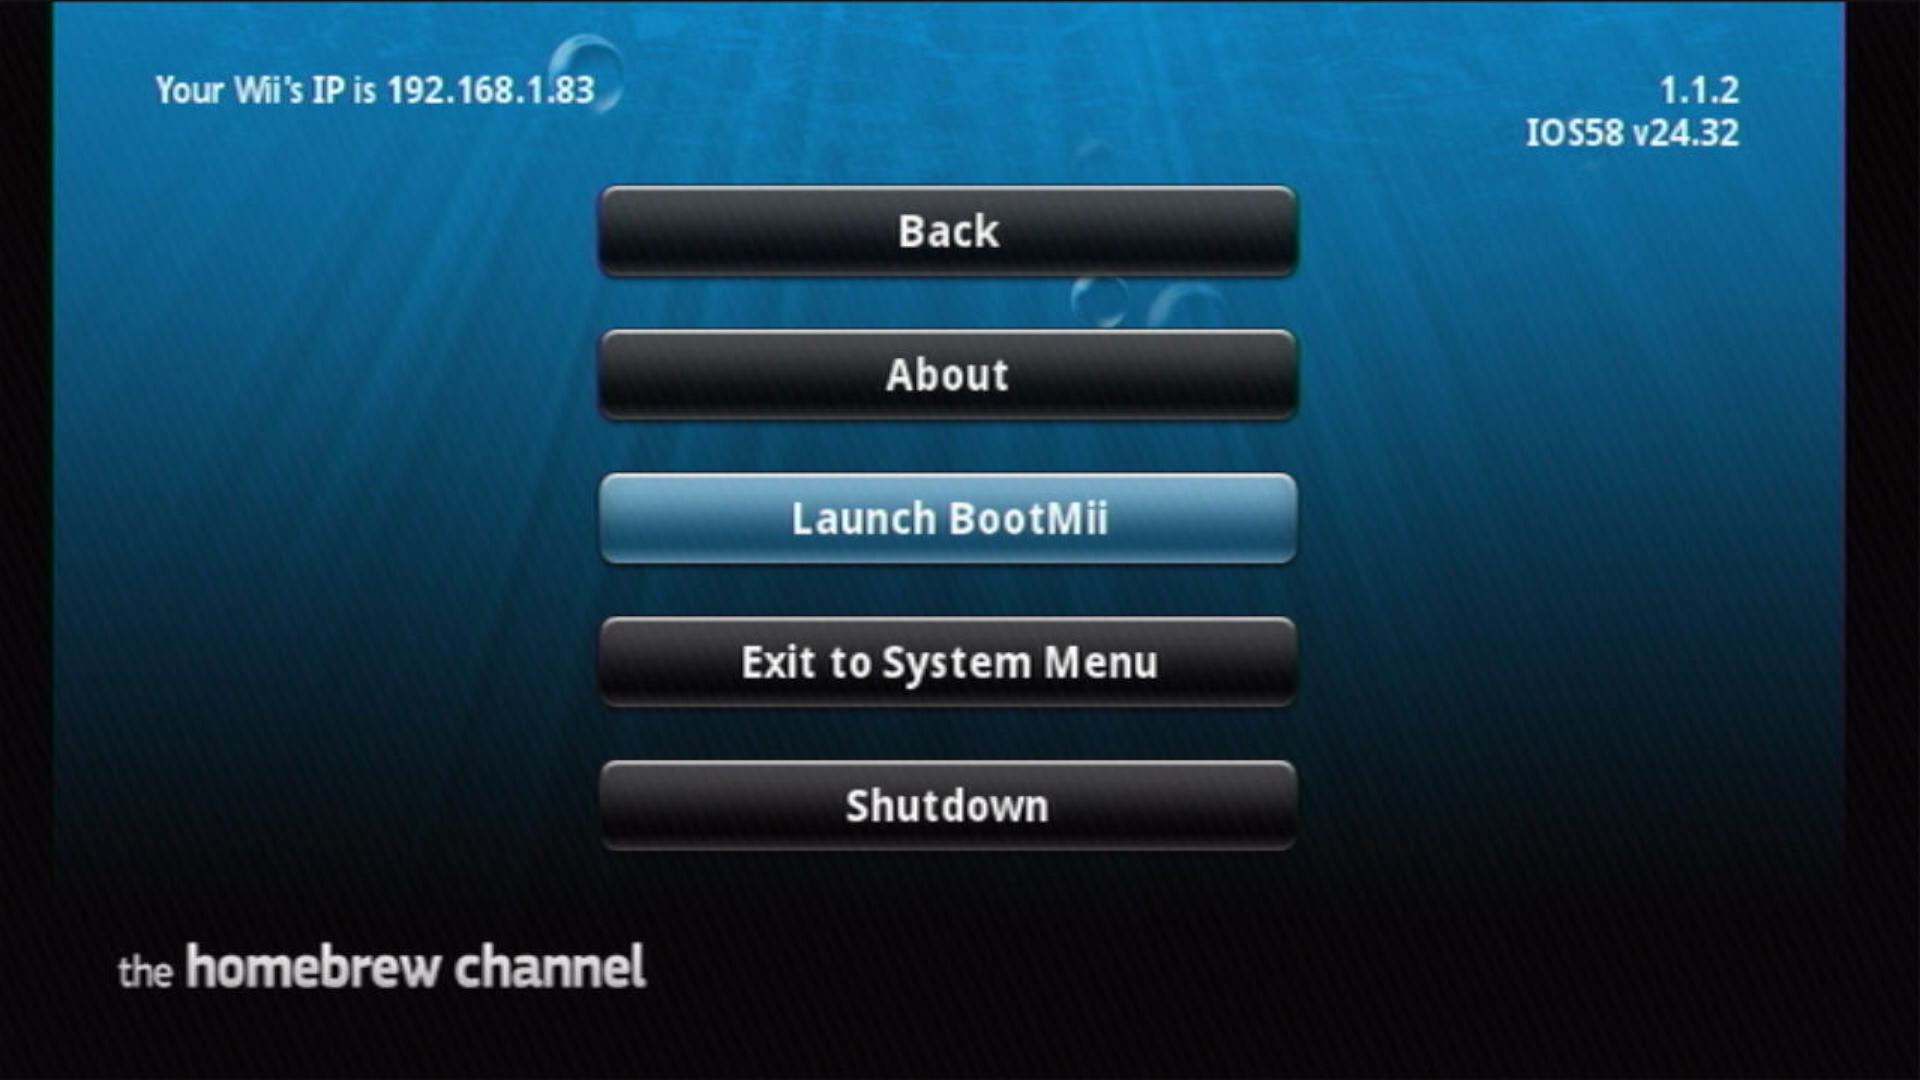 Your Wii's IP is 192.168.1.83
1.1.2
IOS58 v24.32
Back
About
Launch BootMii
Exit to System Menu
Shutdown
the homebrew channel